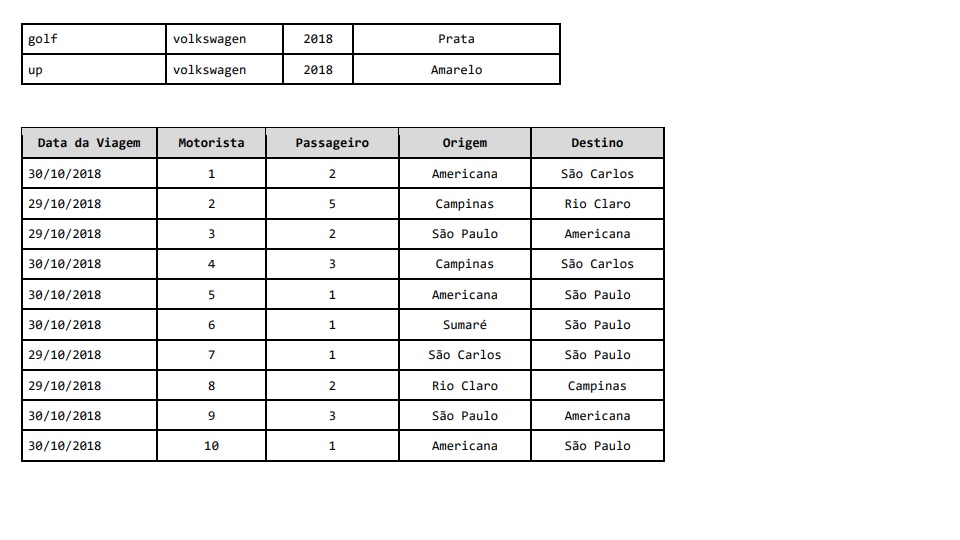 golf volkswagen 2018 Prata
up volkswagen 2018 Amarelo
Data da Viagem Motorista Passageiro Origem Destino
30/10/2018 1 2 Americana São Carlos
29/10/2018 2 5 Campinas Rio Claro
29/10/2018 3 2 São Paulo Americana
30/10/2018 4 3 Campinas São Carlos
30/10/2018 5 1 Americana São Paulo
30/10/2018 6 1 Sumaré São Paulo
29/10/2018 7 1 São Carlos São Paulo
29/10/2018 8 2 Rio Claro Campinas
30/10/2018 9 3 São Paulo Americana
30/10/2018 10 1 Americana São Paulo